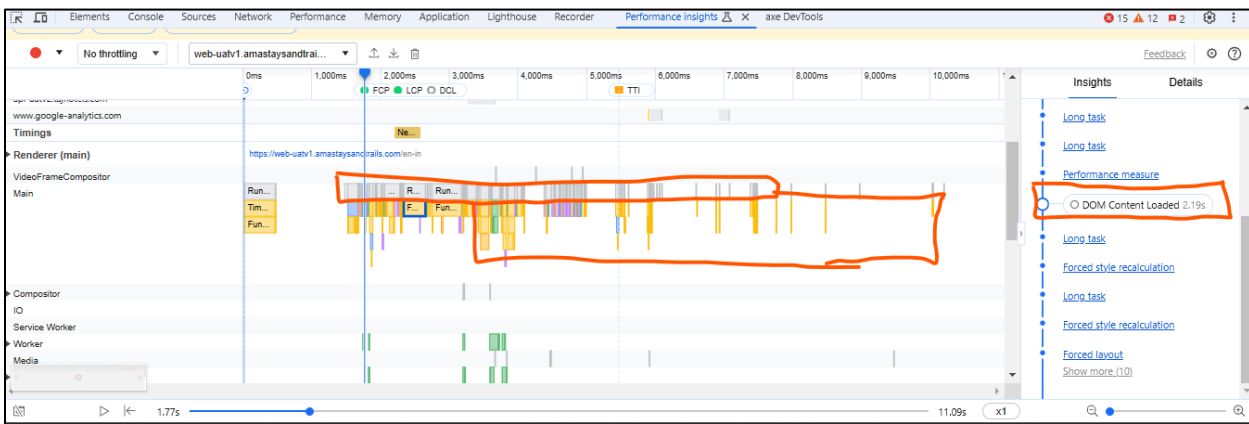 Elements Console Sources Network Performance Memory Application Lighthouse Recorder Performance insights axe DevTools 15 12 2
No throttling web-uatv1.amastaysandtrai... Feedback
0ms 1,000ms 2,000ms 3,000ms 4,000ms 5,000ms 6,000ms 7,000ms 8,000ms 9,000ms 10,000ms
FCP LCP DCL TTI
www.google-analytics.com
Timings Ne...
Renderer (main) https://web-uatv1.amastaysandtrails.com/en-in
VideoFrameCompositor
Main Run... ... R... Run...
Tim... F... Fun...
Fun...
Compositor
IO
Service Worker
Worker
Media
Insights Details
Long task
Long task
Performance measure
DOM Content Loaded 2.19s
Long task
Forced style recalculation
Long task
Forced style recalculation
Forced layout
Show more (10)
1.77s 11.09s x1